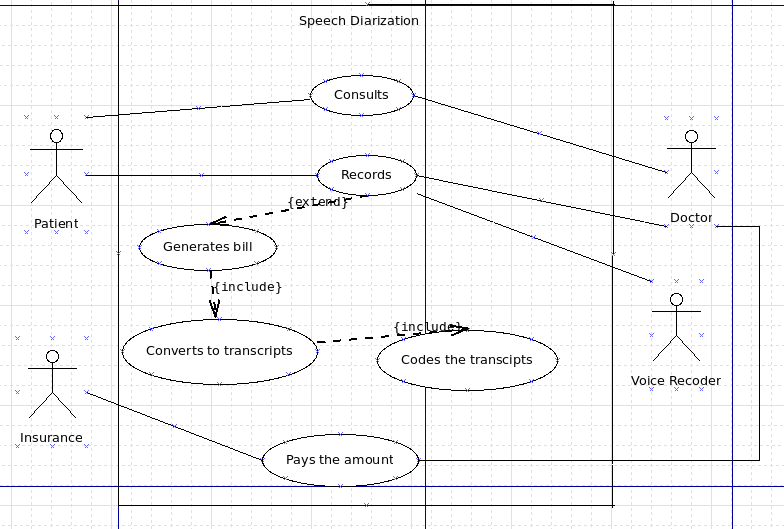 Speech Diarization
Consults
Records
{extend}
Patient
Doctor
Generates bill
{include}
{include}
Converts to transcripts
Codes the transcipts
Voice Recoder
Insurance
Pays the amount